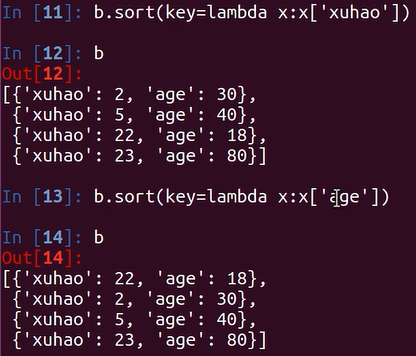 In [11]: b.sort(key=lambda x:x['xuhao'])
In [12]: b
Out[12]:
[{'xuhao': 2, 'age': 30},
{'xuhao': 5, 'age': 40},
{'xuhao': 22, 'age': 18},
{'xuhao': 23, 'age': 80}]
In [13]: b.sort(key=lambda x:x['age'])
In [14]: b
Out[14]:
[{'xuhao': 22, 'age': 18},
{'xuhao': 2, 'age': 30},
{'xuhao': 5, 'age': 40},
{'xuhao': 23, 'age': 80}]